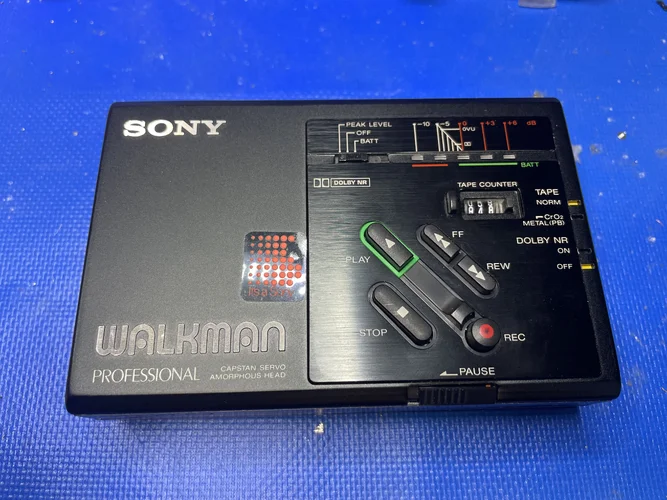 SONY
WALKMAN
PROFESSIONAL
CAPSTAN SERVO
AMORPHOUS HEAD
PEAK LEVEL
OFF
BATT
-10 -5 0 +3 +6 dB
0VU
BATT
DOLBY NR
TAPE COUNTER
TAPE
NORM
CrO2
METAL(PB)
DOLBY NR
ON
OFF
PLAY
FF
REW
STOP
REC
PAUSE